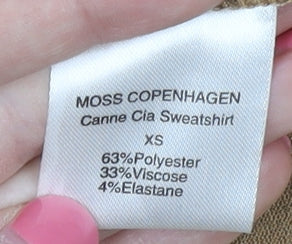 MOSS COPENHAGEN
Canne Cia Sweatshirt
XS
63%Polyester
33%Viscose
4%Elastane